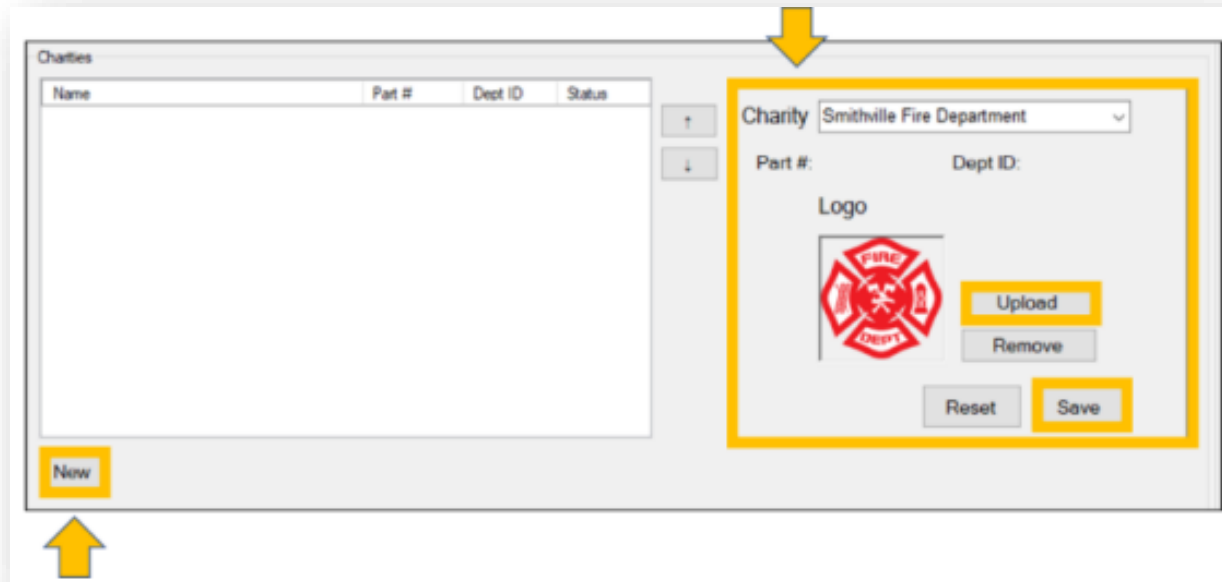 Charities
Name Part # Dept ID Status
↑
↓
Charity Smithville Fire Department
Part #: Dept ID:
Logo
FIRE
DEPT
Upload
Remove
Reset Save
New